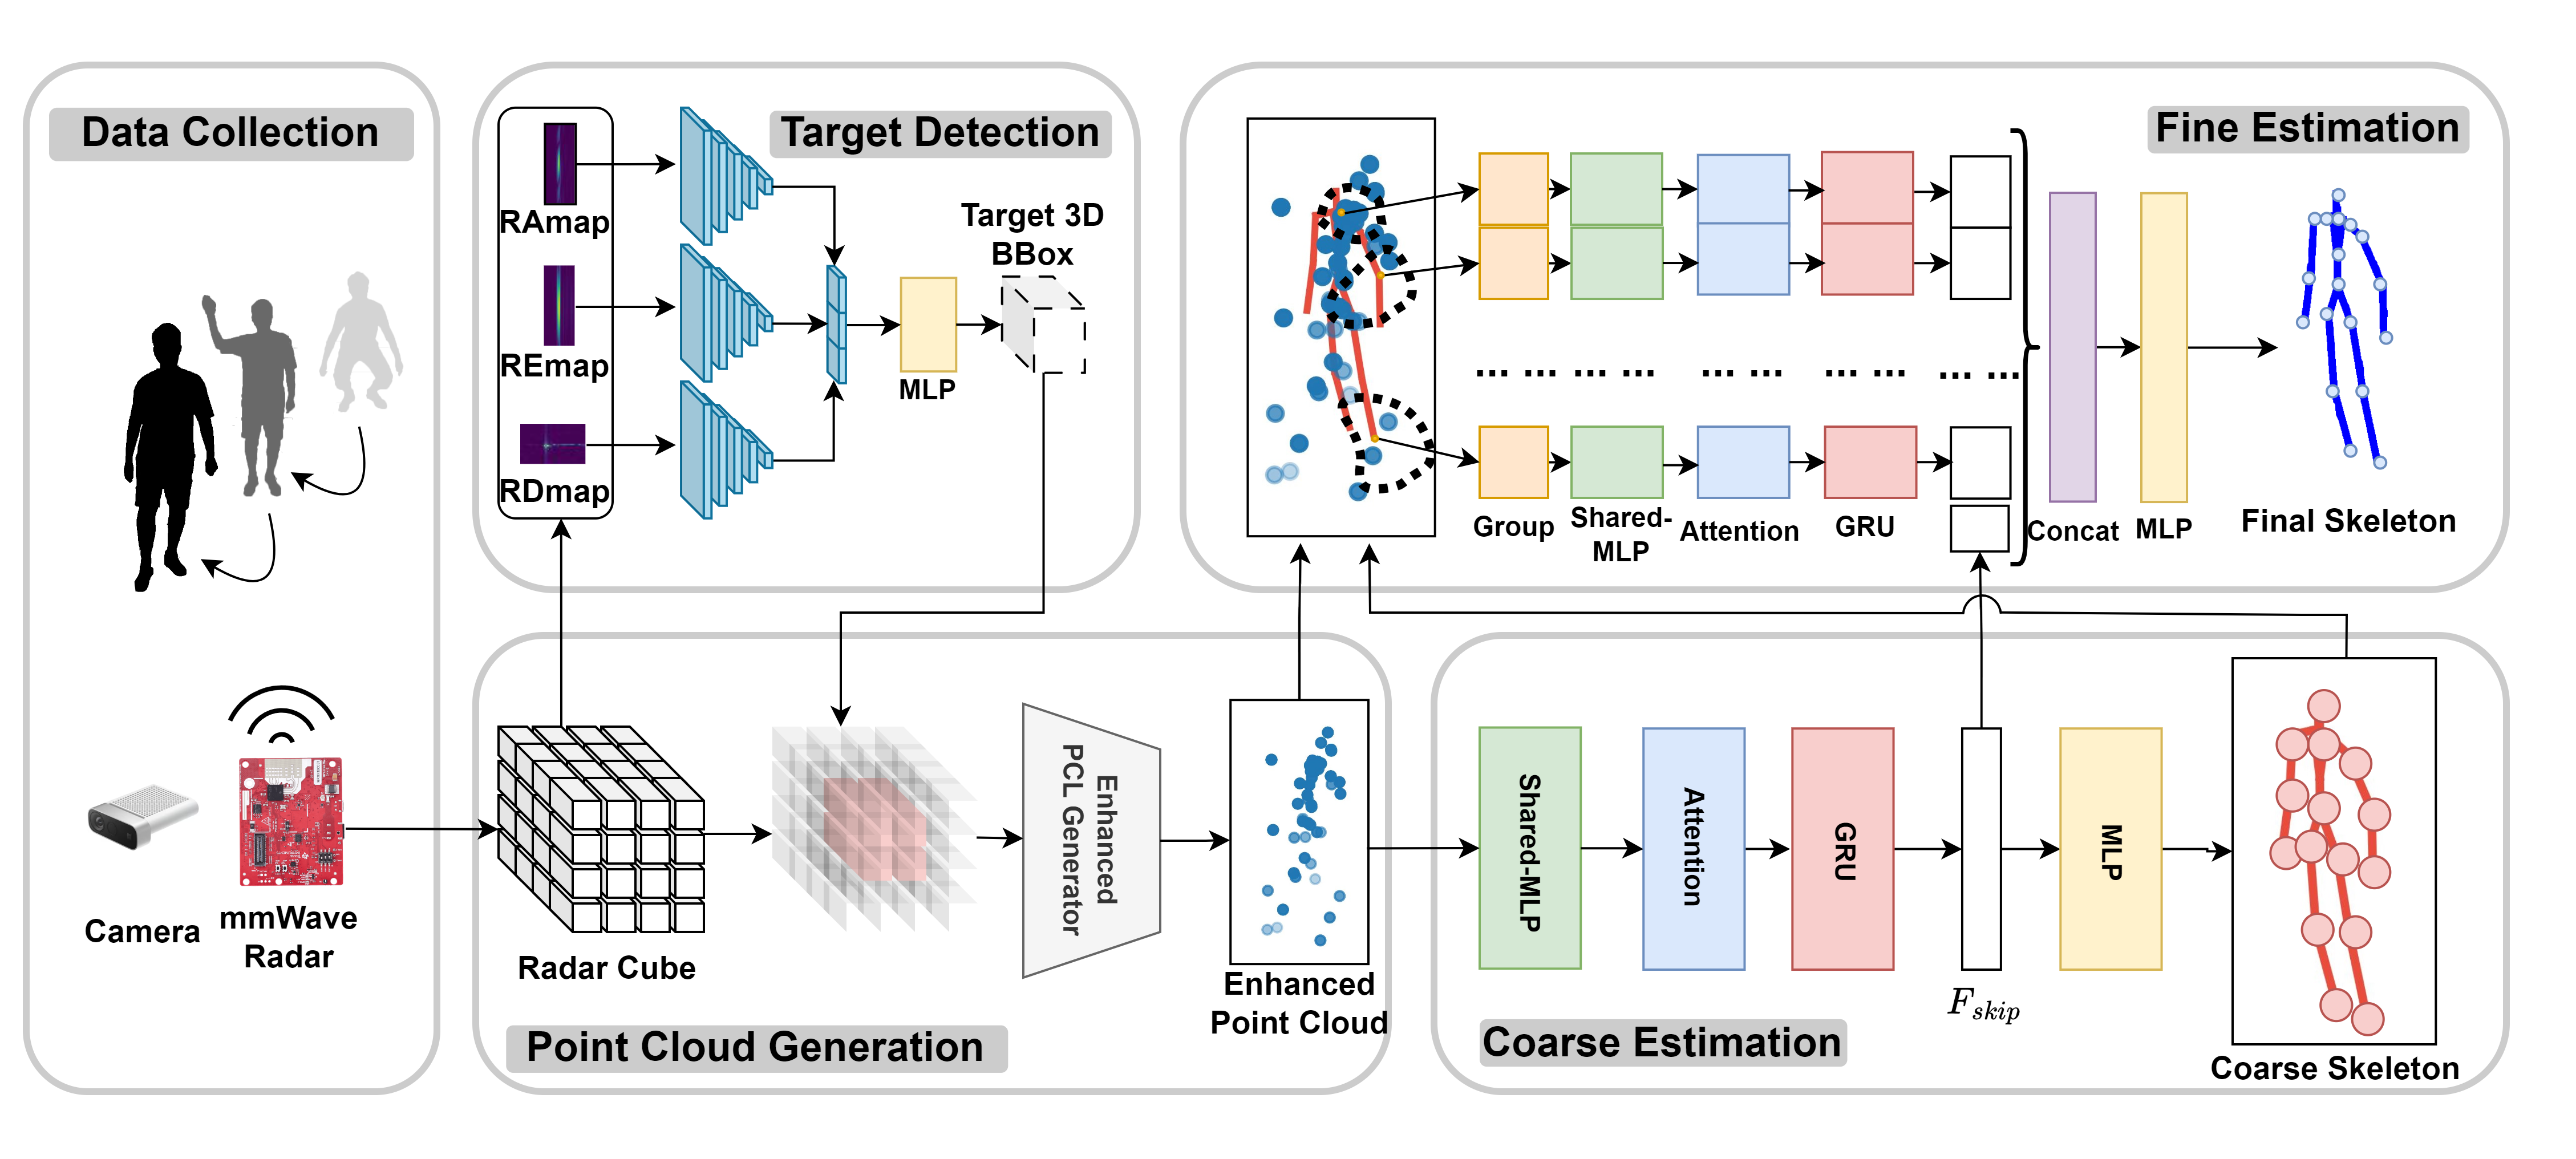 Data Collection
Camera
mmWave
Radar
Target Detection
RAmap
REmap
RDmap
MLP
Target 3D
BBox
Point Cloud Generation
Radar Cube
Enhanced
PCL Generator
Enhanced
Point Cloud
Coarse Estimation
Shared-MLP
Attention
GRU
F_skip
MLP
Coarse Skeleton
Fine Estimation
... ... ... ... ... ... ... ... ... ...
Group
Shared-
MLP
Attention
GRU
Concat
MLP
Final Skeleton